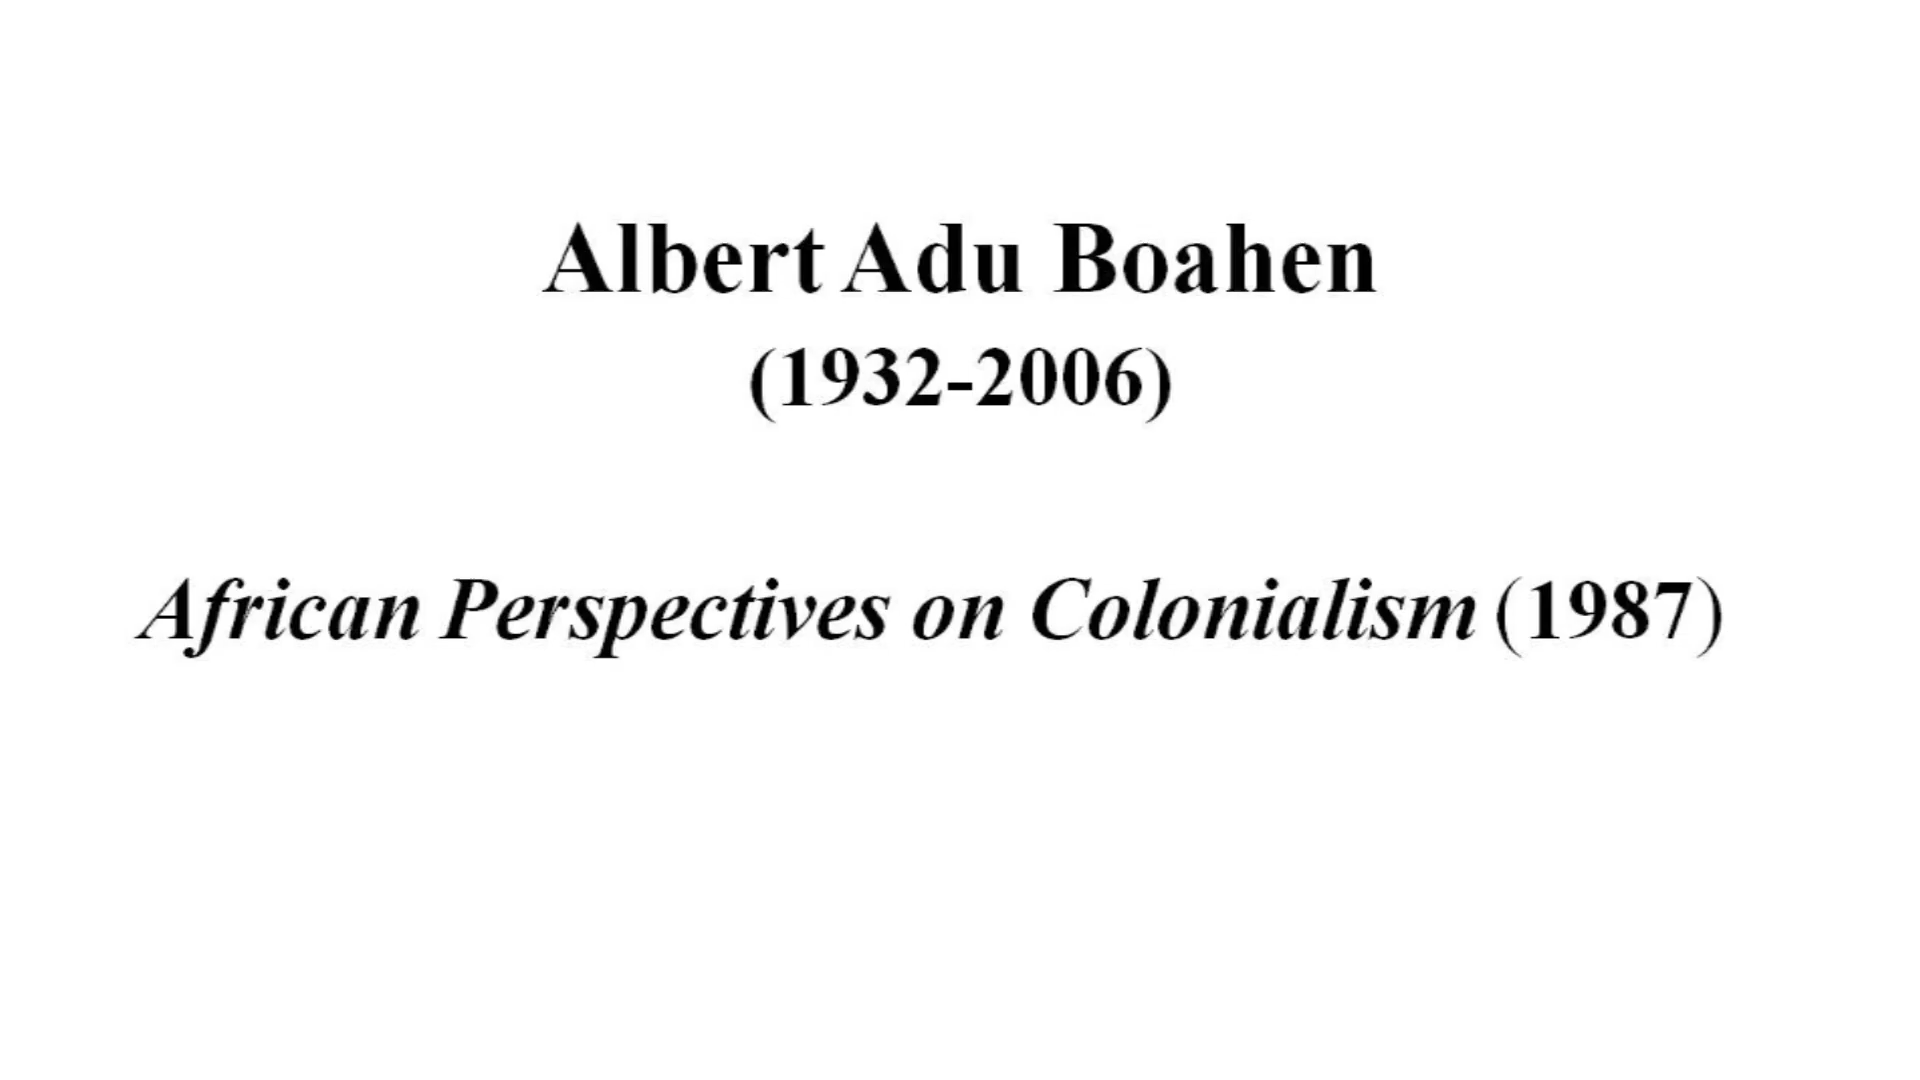 Albert Adu Boahen
(1932-2006)
African Perspectives on Colonialism (1987)